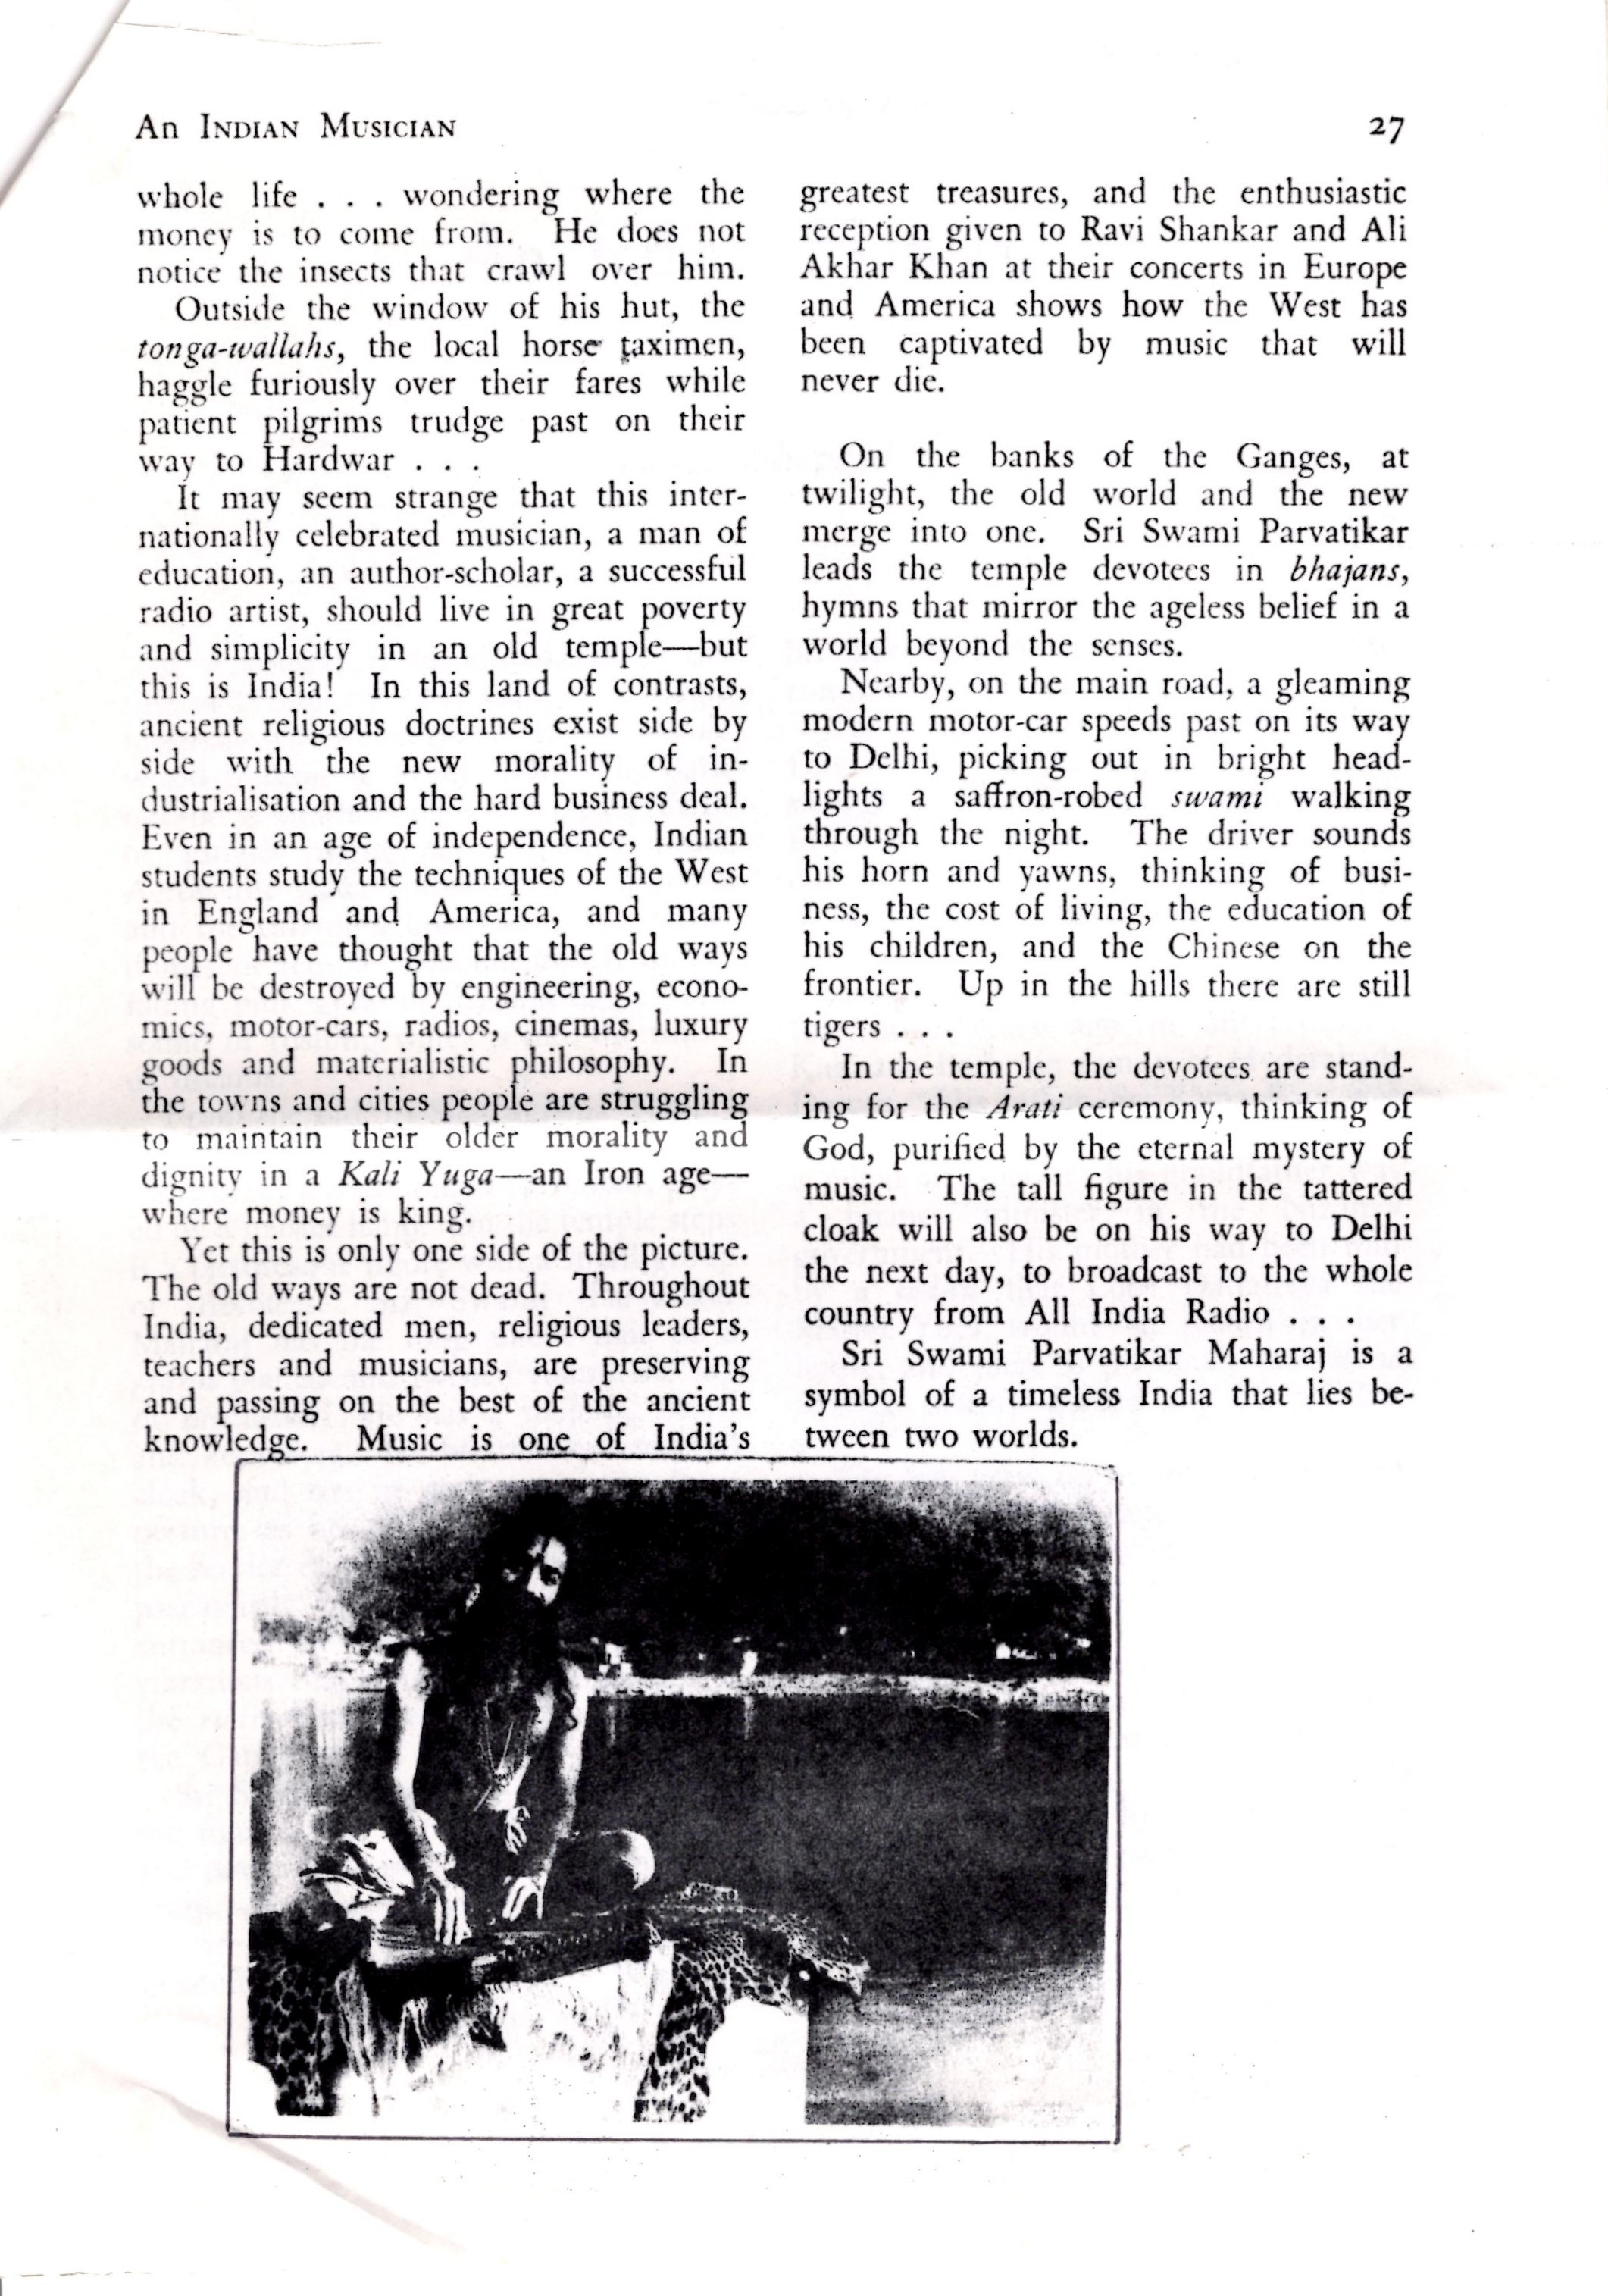 An Indian Musician
27
whole life . . . wondering where the
money is to come from. He does not
notice the insects that crawl over him.
Outside the window of his hut, the
tonga-wallahs, the local horse taximen,
haggle furiously over their fares while
patient pilgrims trudge past on their
way to Hardwar . . .
It may seem strange that this inter-
nationally celebrated musician, a man of
education, an author-scholar, a successful
radio artist, should live in great poverty
and simplicity in an old temple—but
this is India! In this land of contrasts,
ancient religious doctrines exist side by
side with the new morality of in-
dustrialisation and the hard business deal.
Even in an age of independence, Indian
students study the techniques of the West
in England and America, and many
people have thought that the old ways
will be destroyed by engineering, econo-
mics, motor-cars, radios, cinemas, luxury
goods and materialistic philosophy. In
the towns and cities people are struggling
to maintain their older morality and
dignity in a Kali Yuga—an Iron age—
where money is king.
Yet this is only one side of the picture.
The old ways are not dead. Throughout
India, dedicated men, religious leaders,
teachers and musicians, are preserving
and passing on the best of the ancient
knowledge. Music is one of India's
greatest treasures, and the enthusiastic
reception given to Ravi Shankar and Ali
Akhar Khan at their concerts in Europe
and America shows how the West has
been captivated by music that will
never die.
On the banks of the Ganges, at
twilight, the old world and the new
merge into one. Sri Swami Parvatikar
leads the temple devotees in bhajans,
hymns that mirror the ageless belief in a
world beyond the senses.
Nearby, on the main road, a gleaming
modern motor-car speeds past on its way
to Delhi, picking out in bright head-
lights a saffron-robed swami walking
through the night. The driver sounds
his horn and yawns, thinking of busi-
ness, the cost of living, the education of
his children, and the Chinese on the
frontier. Up in the hills there are still
tigers . . .
In the temple, the devotees are stand-
ing for the Arati ceremony, thinking of
God, purified by the eternal mystery of
music. The tall figure in the tattered
cloak will also be on his way to Delhi
the next day, to broadcast to the whole
country from All India Radio . . .
Sri Swami Parvatikar Maharaj is a
symbol of a timeless India that lies be-
tween two worlds.